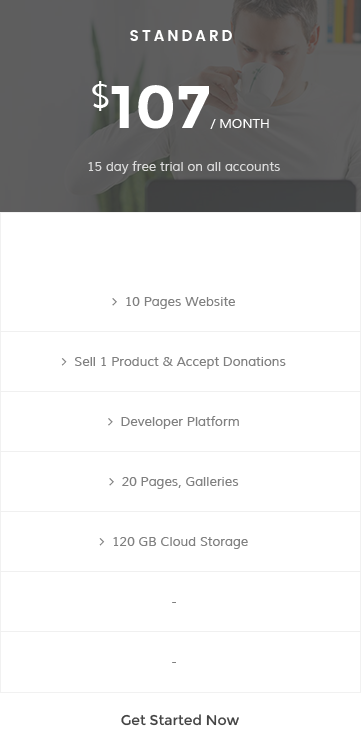 STANDARD
$107 / MONTH
15 day free trial on all accounts
> 10 Pages Website
> Sell 1 Product & Accept Donations
> Developer Platform
> 20 Pages, Galleries
> 120 GB Cloud Storage
-
-
Get Started Now